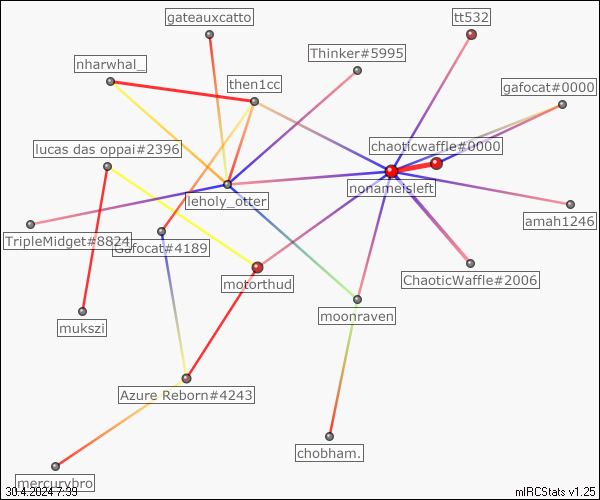 gateauxcatto
tt532
Thinker#5995
nharwhal_
then1cc
gafocat#0000
chaoticwaffle#0000
lucas das oppai#2396
nonameisleft
leholy_otter
amah1246
TripleMidget#8824
Gafocat#4189
motorthud
ChaoticWaffle#2006
moonraven
mukszi
Azure Reborn#4243
chobham.
mercurybro
30.4.2024 7:39
mIRCStats v1.25